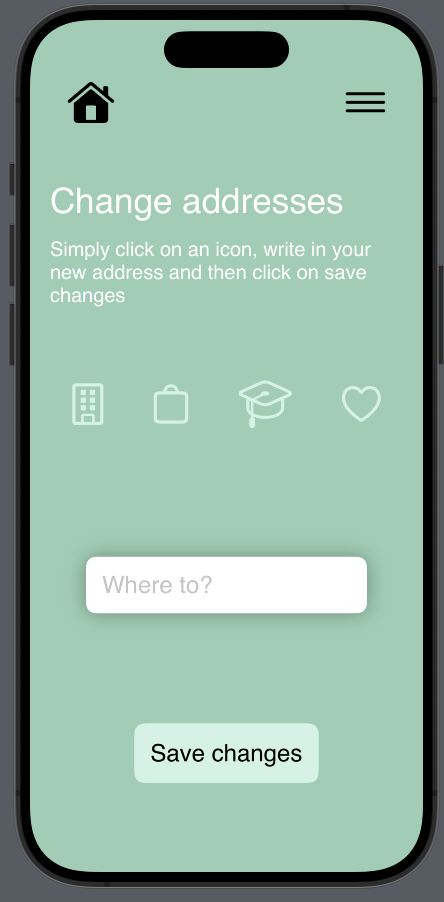 Change addresses
Simply click on an icon, write in your
new address and then click on save
changes
Where to?
Save changes